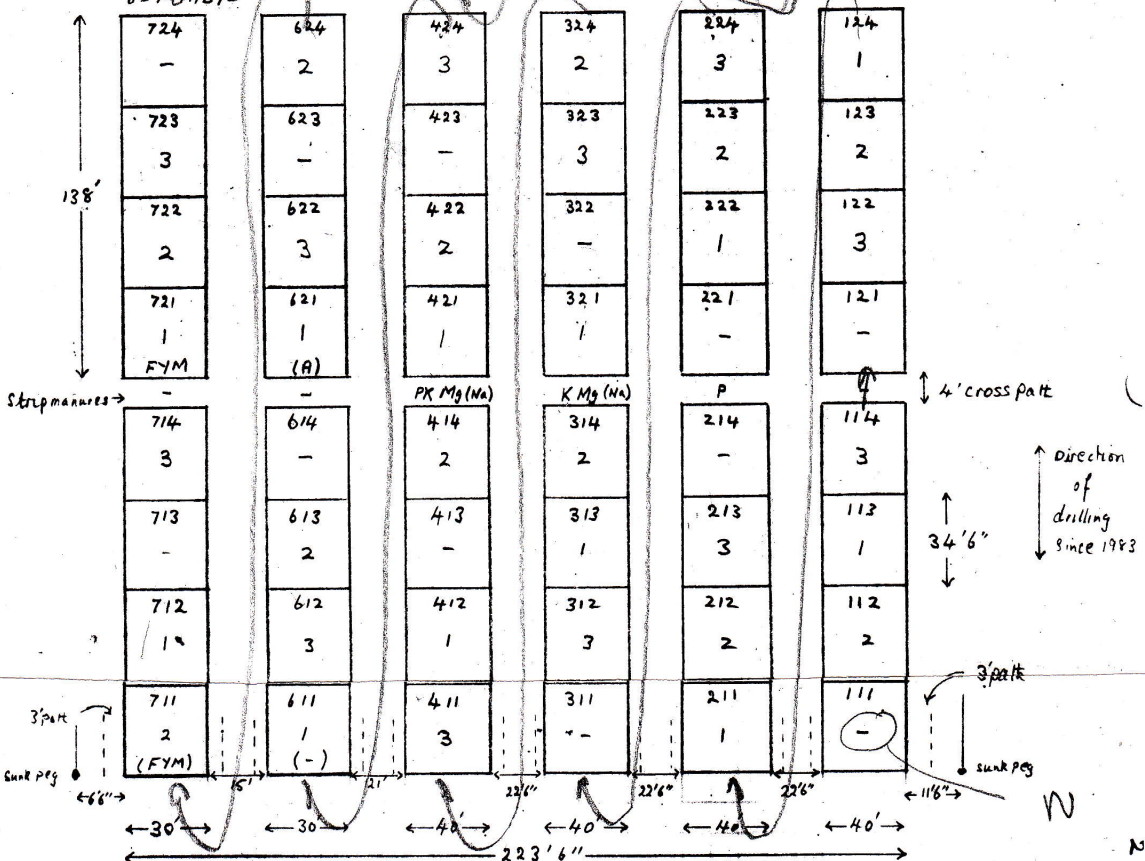 724 624 424 324 224 124
- 2 3 2 3 1
723 623 423 323 223 123
3 - - 3 2 2
138'
722 622 422 322 222 122
2 3 2 - 1 3
721 621 421 321 221 121
1 1 1 1 - -
FYM (A)
Strip manures → - - PK Mg (Na) K Mg (Na) P 4' cross path
714 614 414 314 214 114
3 - 2 2 - 3
Direction
of
drilling
since 1983
713 613 413 313 213 113
- 2 - 1 3 1
34'6"
712 612 412 312 212 112
1 3 1 3 2 2
3' path
711 611 411 311 211 111
3' path
2 1 3 - 1 -
(FYM) (-)
sunk peg sunk peg
6'6" 15' 21' 22'6" 22'6" 22'6" 11'6"
N
30' 30 40' 40' 40 40'
223'6"
N